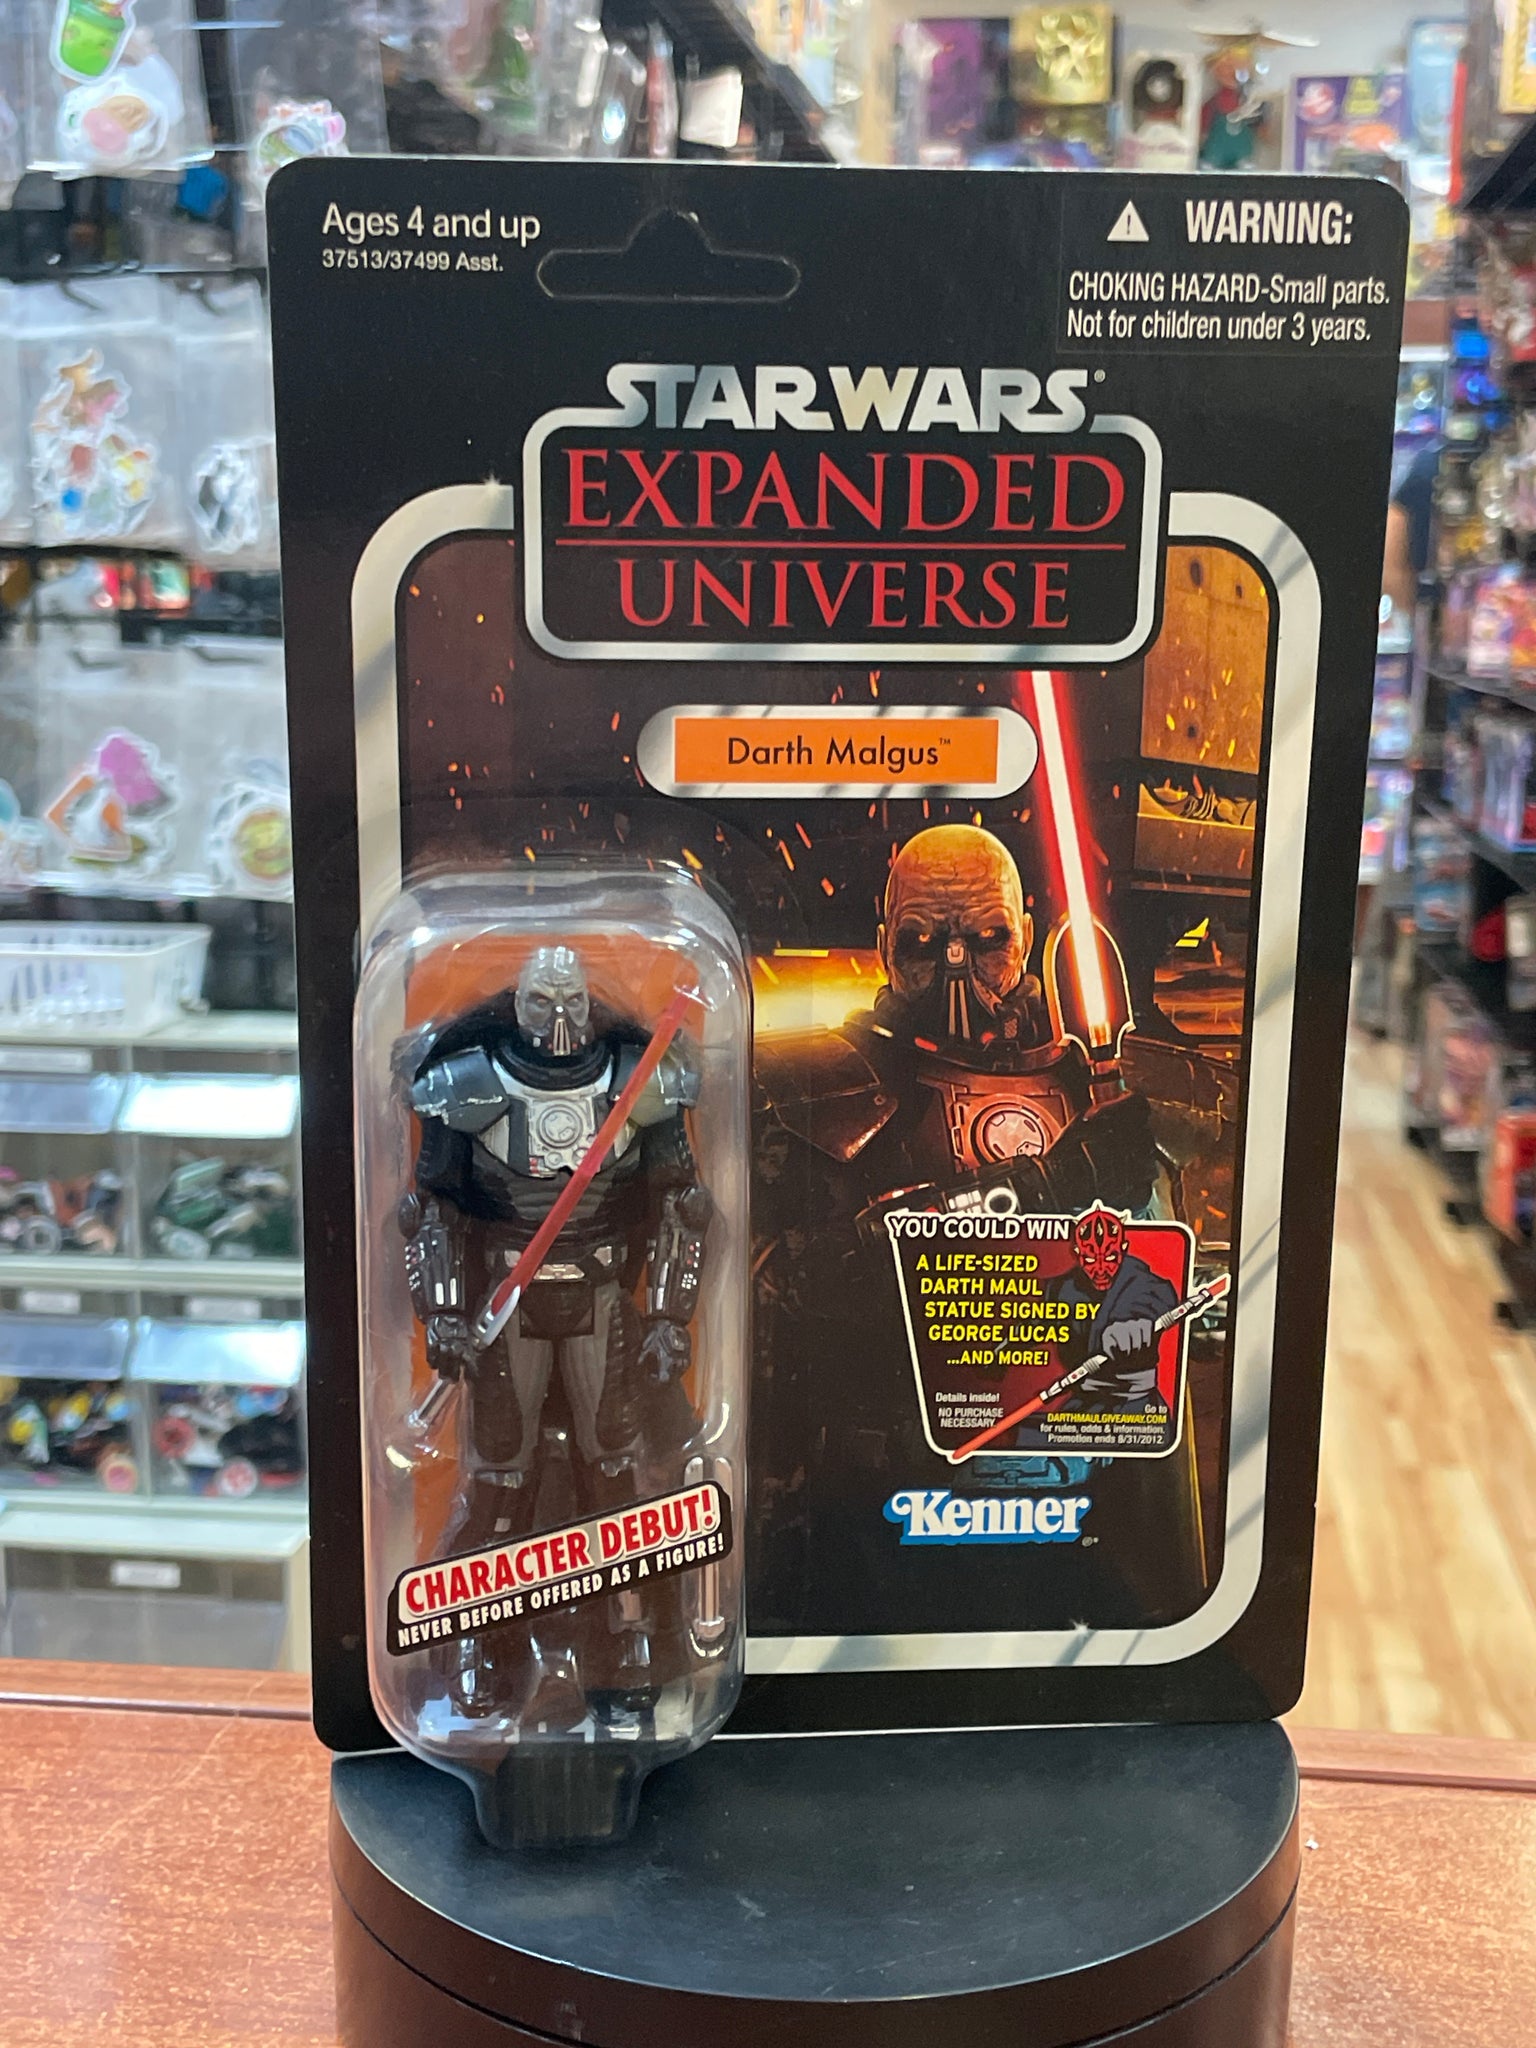 Ages 4 and up
37513/37499 Asst.
⚠ WARNING:
CHOKING HAZARD-Small parts.
Not for children under 3 years.
STAR WARS®
EXPANDED
UNIVERSE
Darth Malgus™
YOU COULD WIN
A LIFE-SIZED
DARTH MAUL
STATUE SIGNED BY
GEORGE LUCAS
...AND MORE!
Details inside!
NO PURCHASE
NECESSARY.
Go to
DARTHMAULGIVEAWAY.COM
for rules, odds & information.
Promotion ends 8/31/2012.
Kenner®
CHARACTER DEBUT!
NEVER BEFORE OFFERED AS A FIGURE!